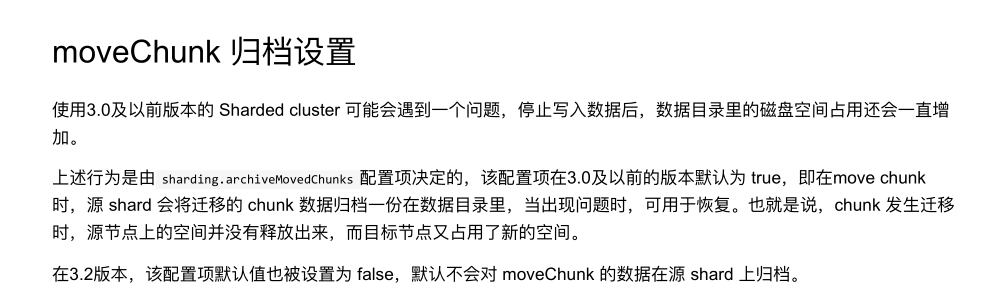 moveChunk 归档设置
使用3.0及以前版本的 Sharded cluster 可能会遇到一个问题，停止写入数据后，数据目录里的磁盘空间占用还会一直增
加。
上述行为是由 sharding.archiveMovedChunks 配置项决定的，该配置项在3.0及以前的版本默认为 true，即在move chunk
时，源 shard 会将迁移的 chunk 数据归档一份在数据目录里，当出现问题时，可用于恢复。也就是说，chunk 发生迁移
时，源节点上的空间并没有释放出来，而目标节点又占用了新的空间。
在3.2版本，该配置项默认值也被设置为 false，默认不会对 moveChunk 的数据在源 shard 上归档。